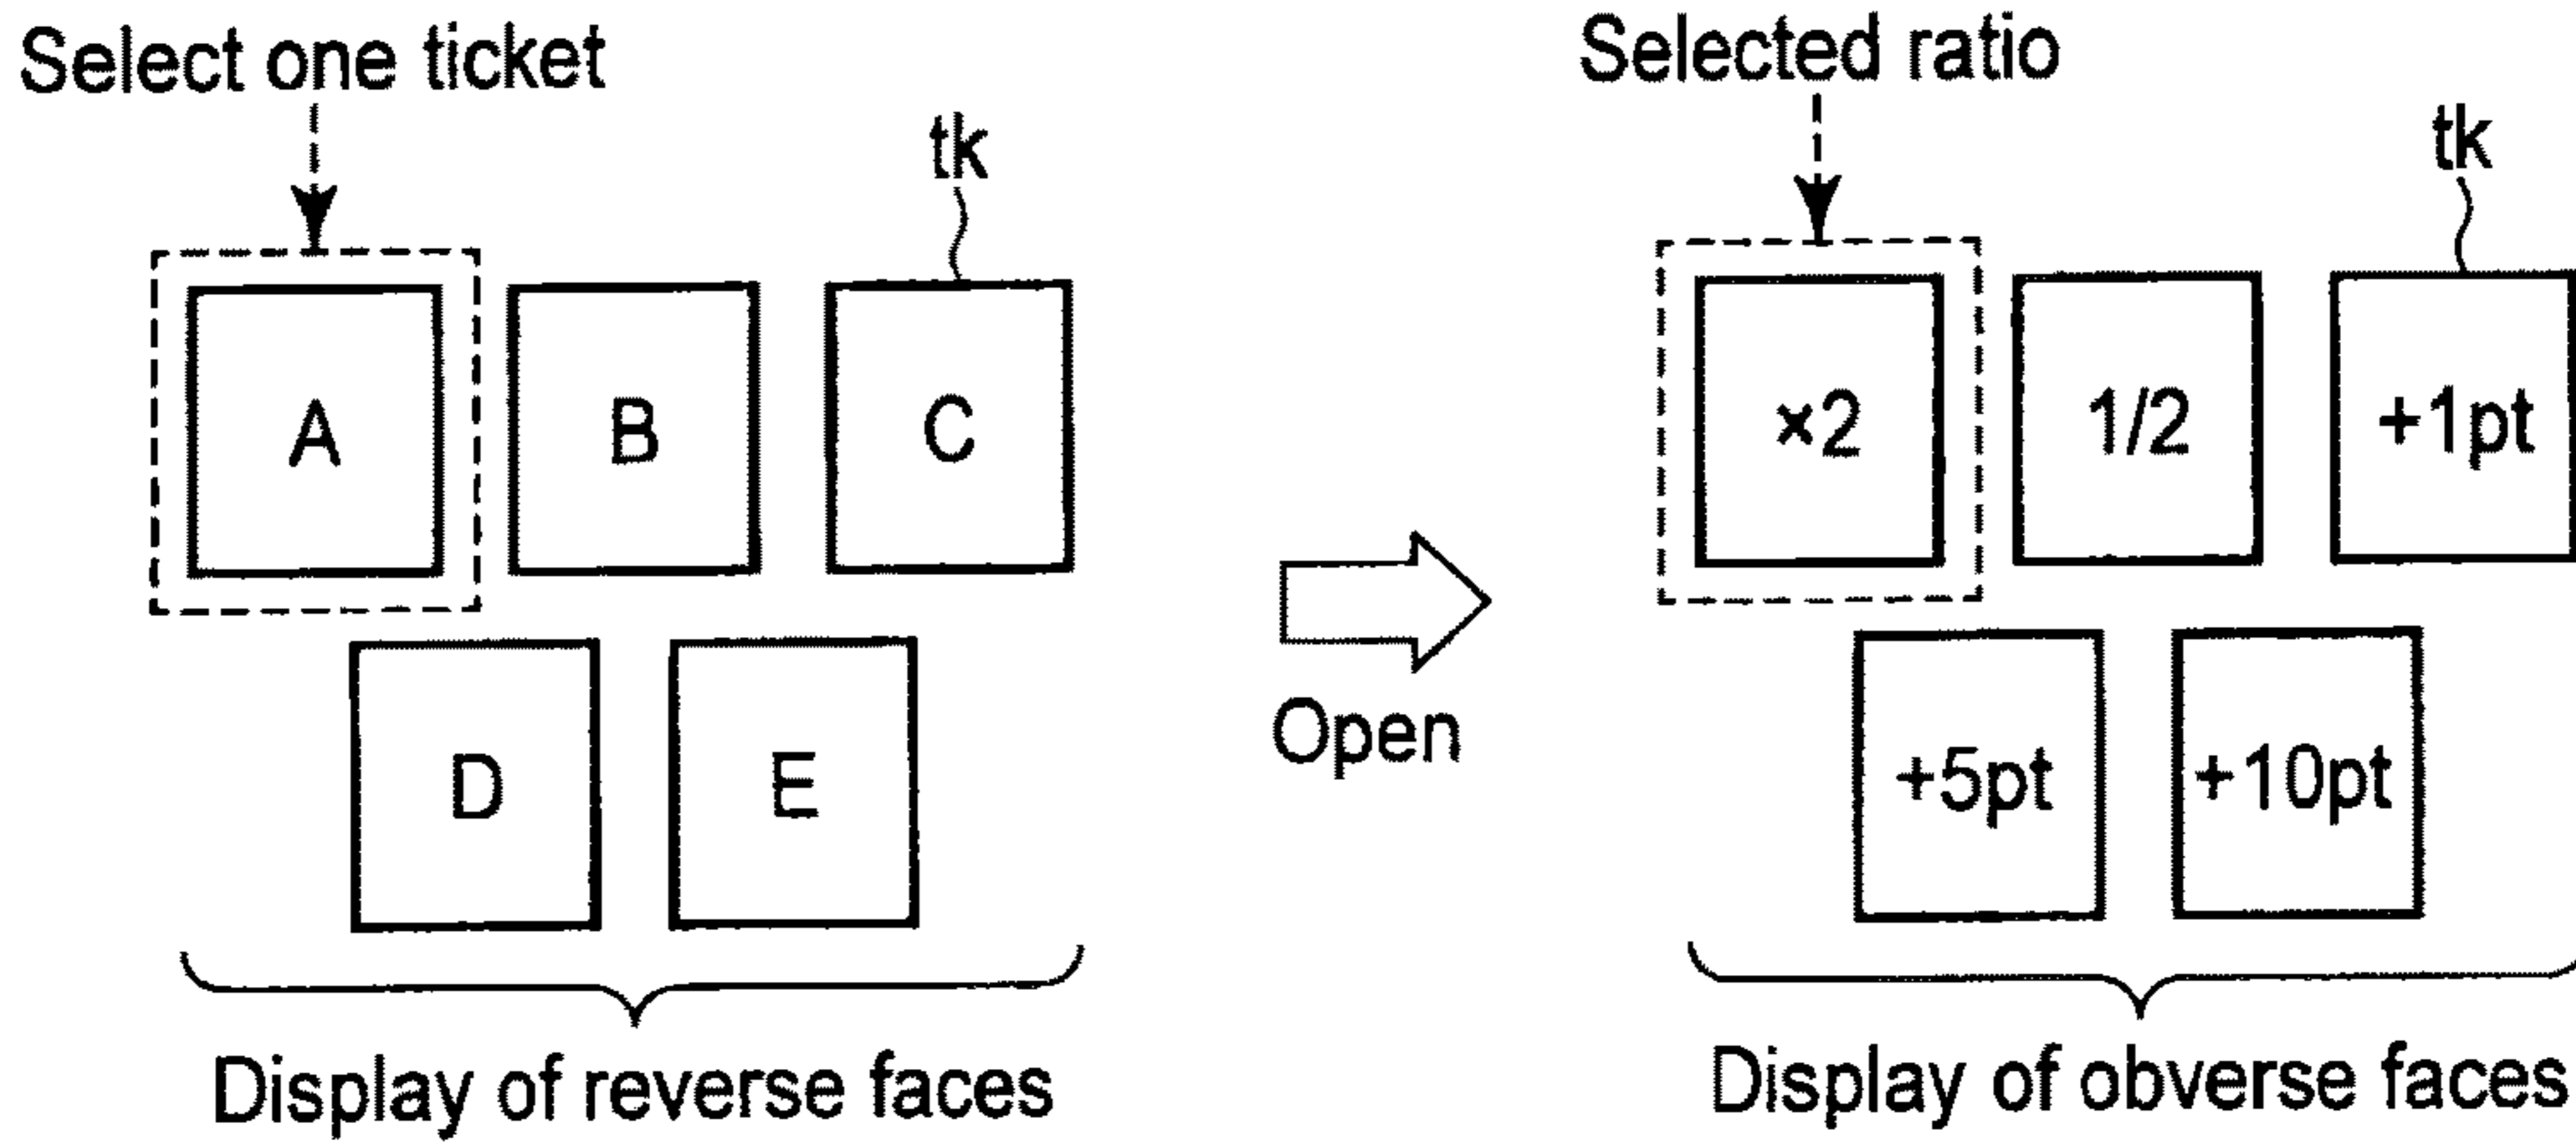 Select one ticket
tk
A
B
C
D
E
Display of reverse faces
Open
Selected ratio
tk
×2
1/2
+1pt
+5pt
+10pt
Display of obverse faces